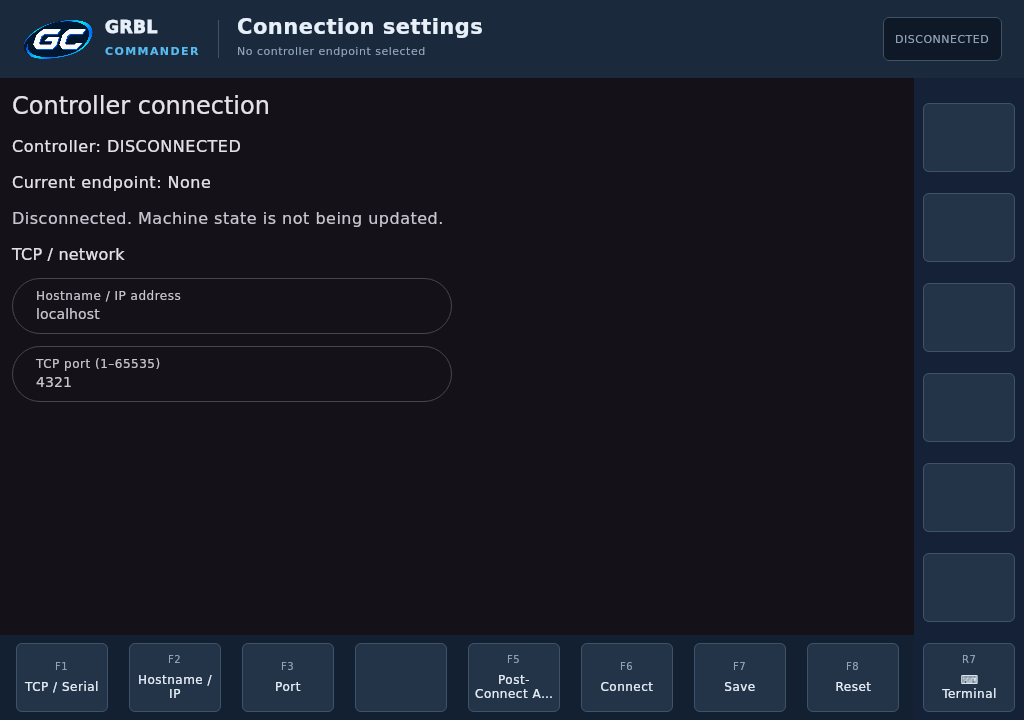 GC
GRBL
COMMANDER
Connection settings
No controller endpoint selected
DISCONNECTED
Controller connection
Controller: DISCONNECTED
Current endpoint: None
Disconnected. Machine state is not being updated.
TCP / network
Hostname / IP address
localhost
TCP port (1–65535)
4321
F1
TCP / Serial
F2
Hostname /
IP
F3
Port
F5
Post-
Connect A...
F6
Connect
F7
Save
F8
Reset
R7
⌨
Terminal